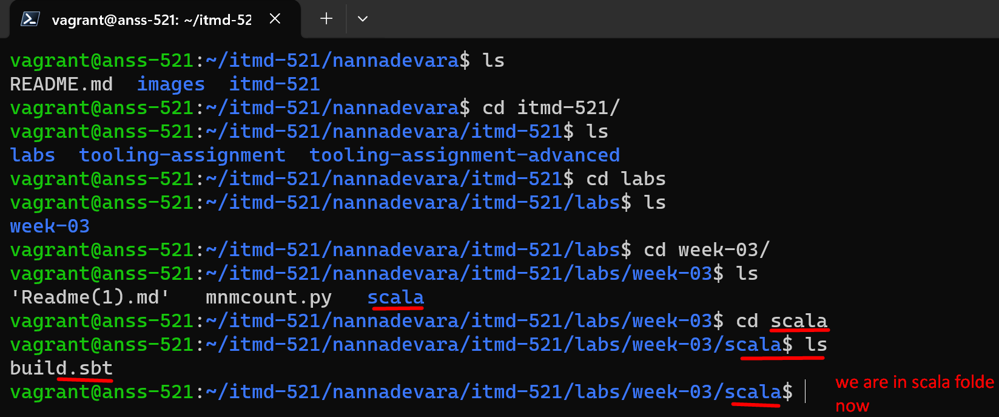 vagrant@anss-521: ~/itmd-52
vagrant@anss-521:~/itmd-521/nannadevara$ ls
README.md  images  itmd-521
vagrant@anss-521:~/itmd-521/nannadevara$ cd itmd-521/
vagrant@anss-521:~/itmd-521/nannadevara/itmd-521$ ls
labs  tooling-assignment  tooling-assignment-advanced
vagrant@anss-521:~/itmd-521/nannadevara/itmd-521$ cd labs
vagrant@anss-521:~/itmd-521/nannadevara/itmd-521/labs$ ls
week-03
vagrant@anss-521:~/itmd-521/nannadevara/itmd-521/labs$ cd week-03/
vagrant@anss-521:~/itmd-521/nannadevara/itmd-521/labs/week-03$ ls
'Readme(1).md'   mnmcount.py   scala
vagrant@anss-521:~/itmd-521/nannadevara/itmd-521/labs/week-03$ cd scala
vagrant@anss-521:~/itmd-521/nannadevara/itmd-521/labs/week-03/scala$ ls
build.sbt
vagrant@anss-521:~/itmd-521/nannadevara/itmd-521/labs/week-03/scala$
we are in scala folde
now